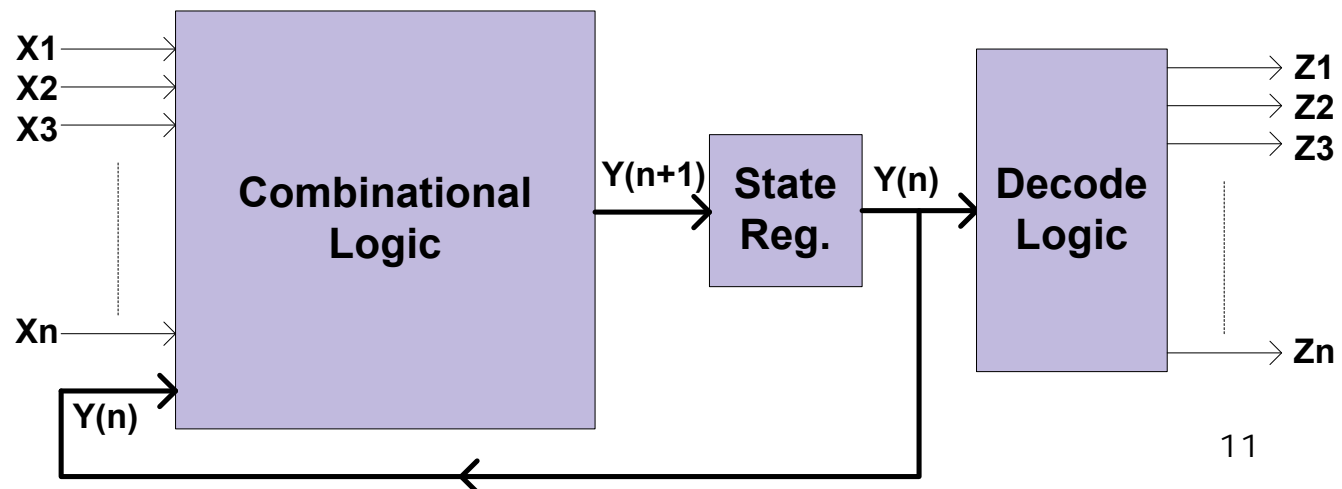 X1
X2
X3
Xn
Y(n)
Combinational
Logic
Y(n+1)
State
Reg.
Y(n)
Decode
Logic
Z1
Z2
Z3
Zn
11